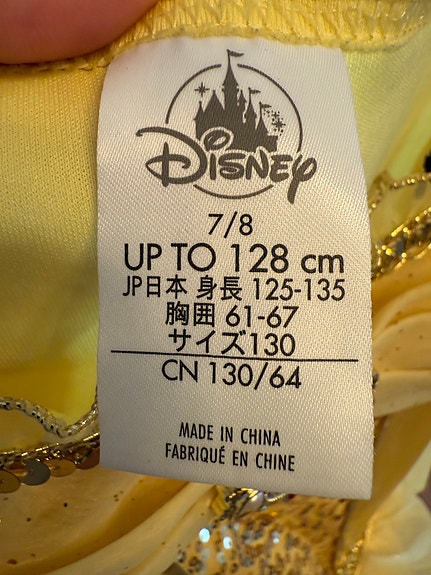 Disney
7/8
UP TO 128 cm
JP日本 身長 125-135
胸囲 61-67
サイズ130
CN 130/64
MADE IN CHINA
FABRIQUÉ EN CHINE